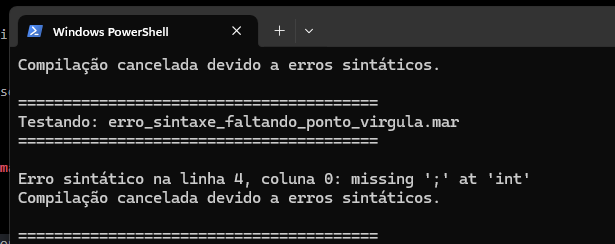 Windows PowerShell
Compilação cancelada devido a erros sintáticos.
========================================
Testando: erro_sintaxe_faltando_ponto_virgula.mar
========================================
Erro sintático na linha 4, coluna 0: missing ';' at 'int'
Compilação cancelada devido a erros sintáticos.
========================================